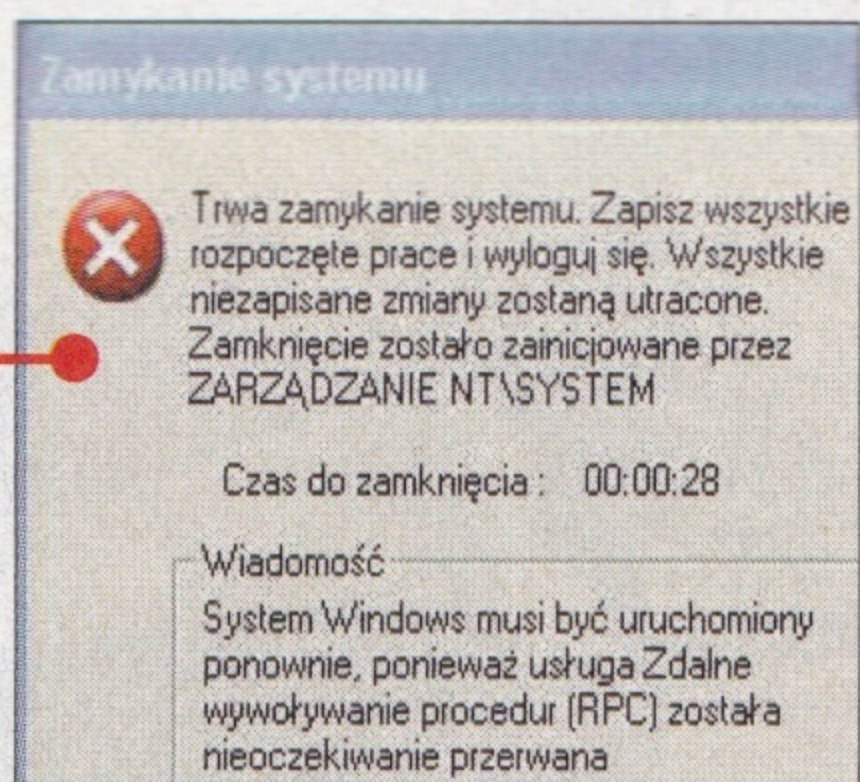 Zamykanie systemu
Trwa zamykanie systemu. Zapisz wszystkie
rozpoczęte prace i wyloguj się. Wszystkie
niezapisane zmiany zostaną utracone.
Zamknięcie zostało zainicjowane przez
ZARZĄDZANIE NT\SYSTEM
Czas do zamknięcia : 00:00:28
Wiadomość
System Windows musi być uruchomiony
ponownie, ponieważ usługa Zdalne
wywoływanie procedur (RPC) została
nieoczekiwanie przerwana